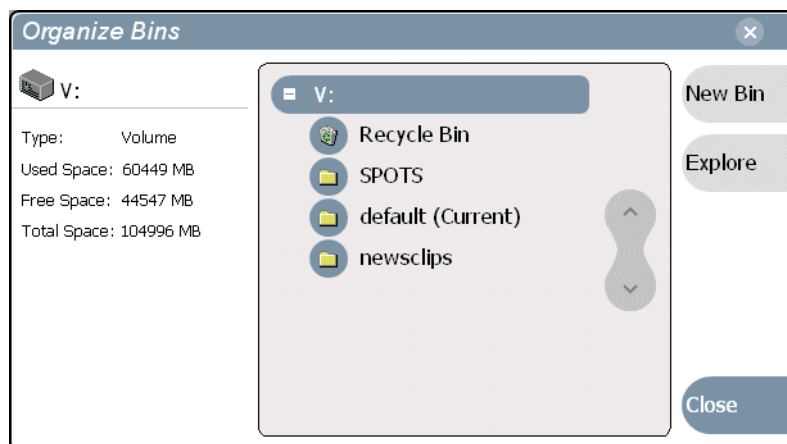 Organize Bins
V:
Type: Volume
Used Space: 60449 MB
Free Space: 44547 MB
Total Space: 104996 MB
V:
Recycle Bin
SPOTS
default (Current)
newsclips
New Bin
Explore
Close